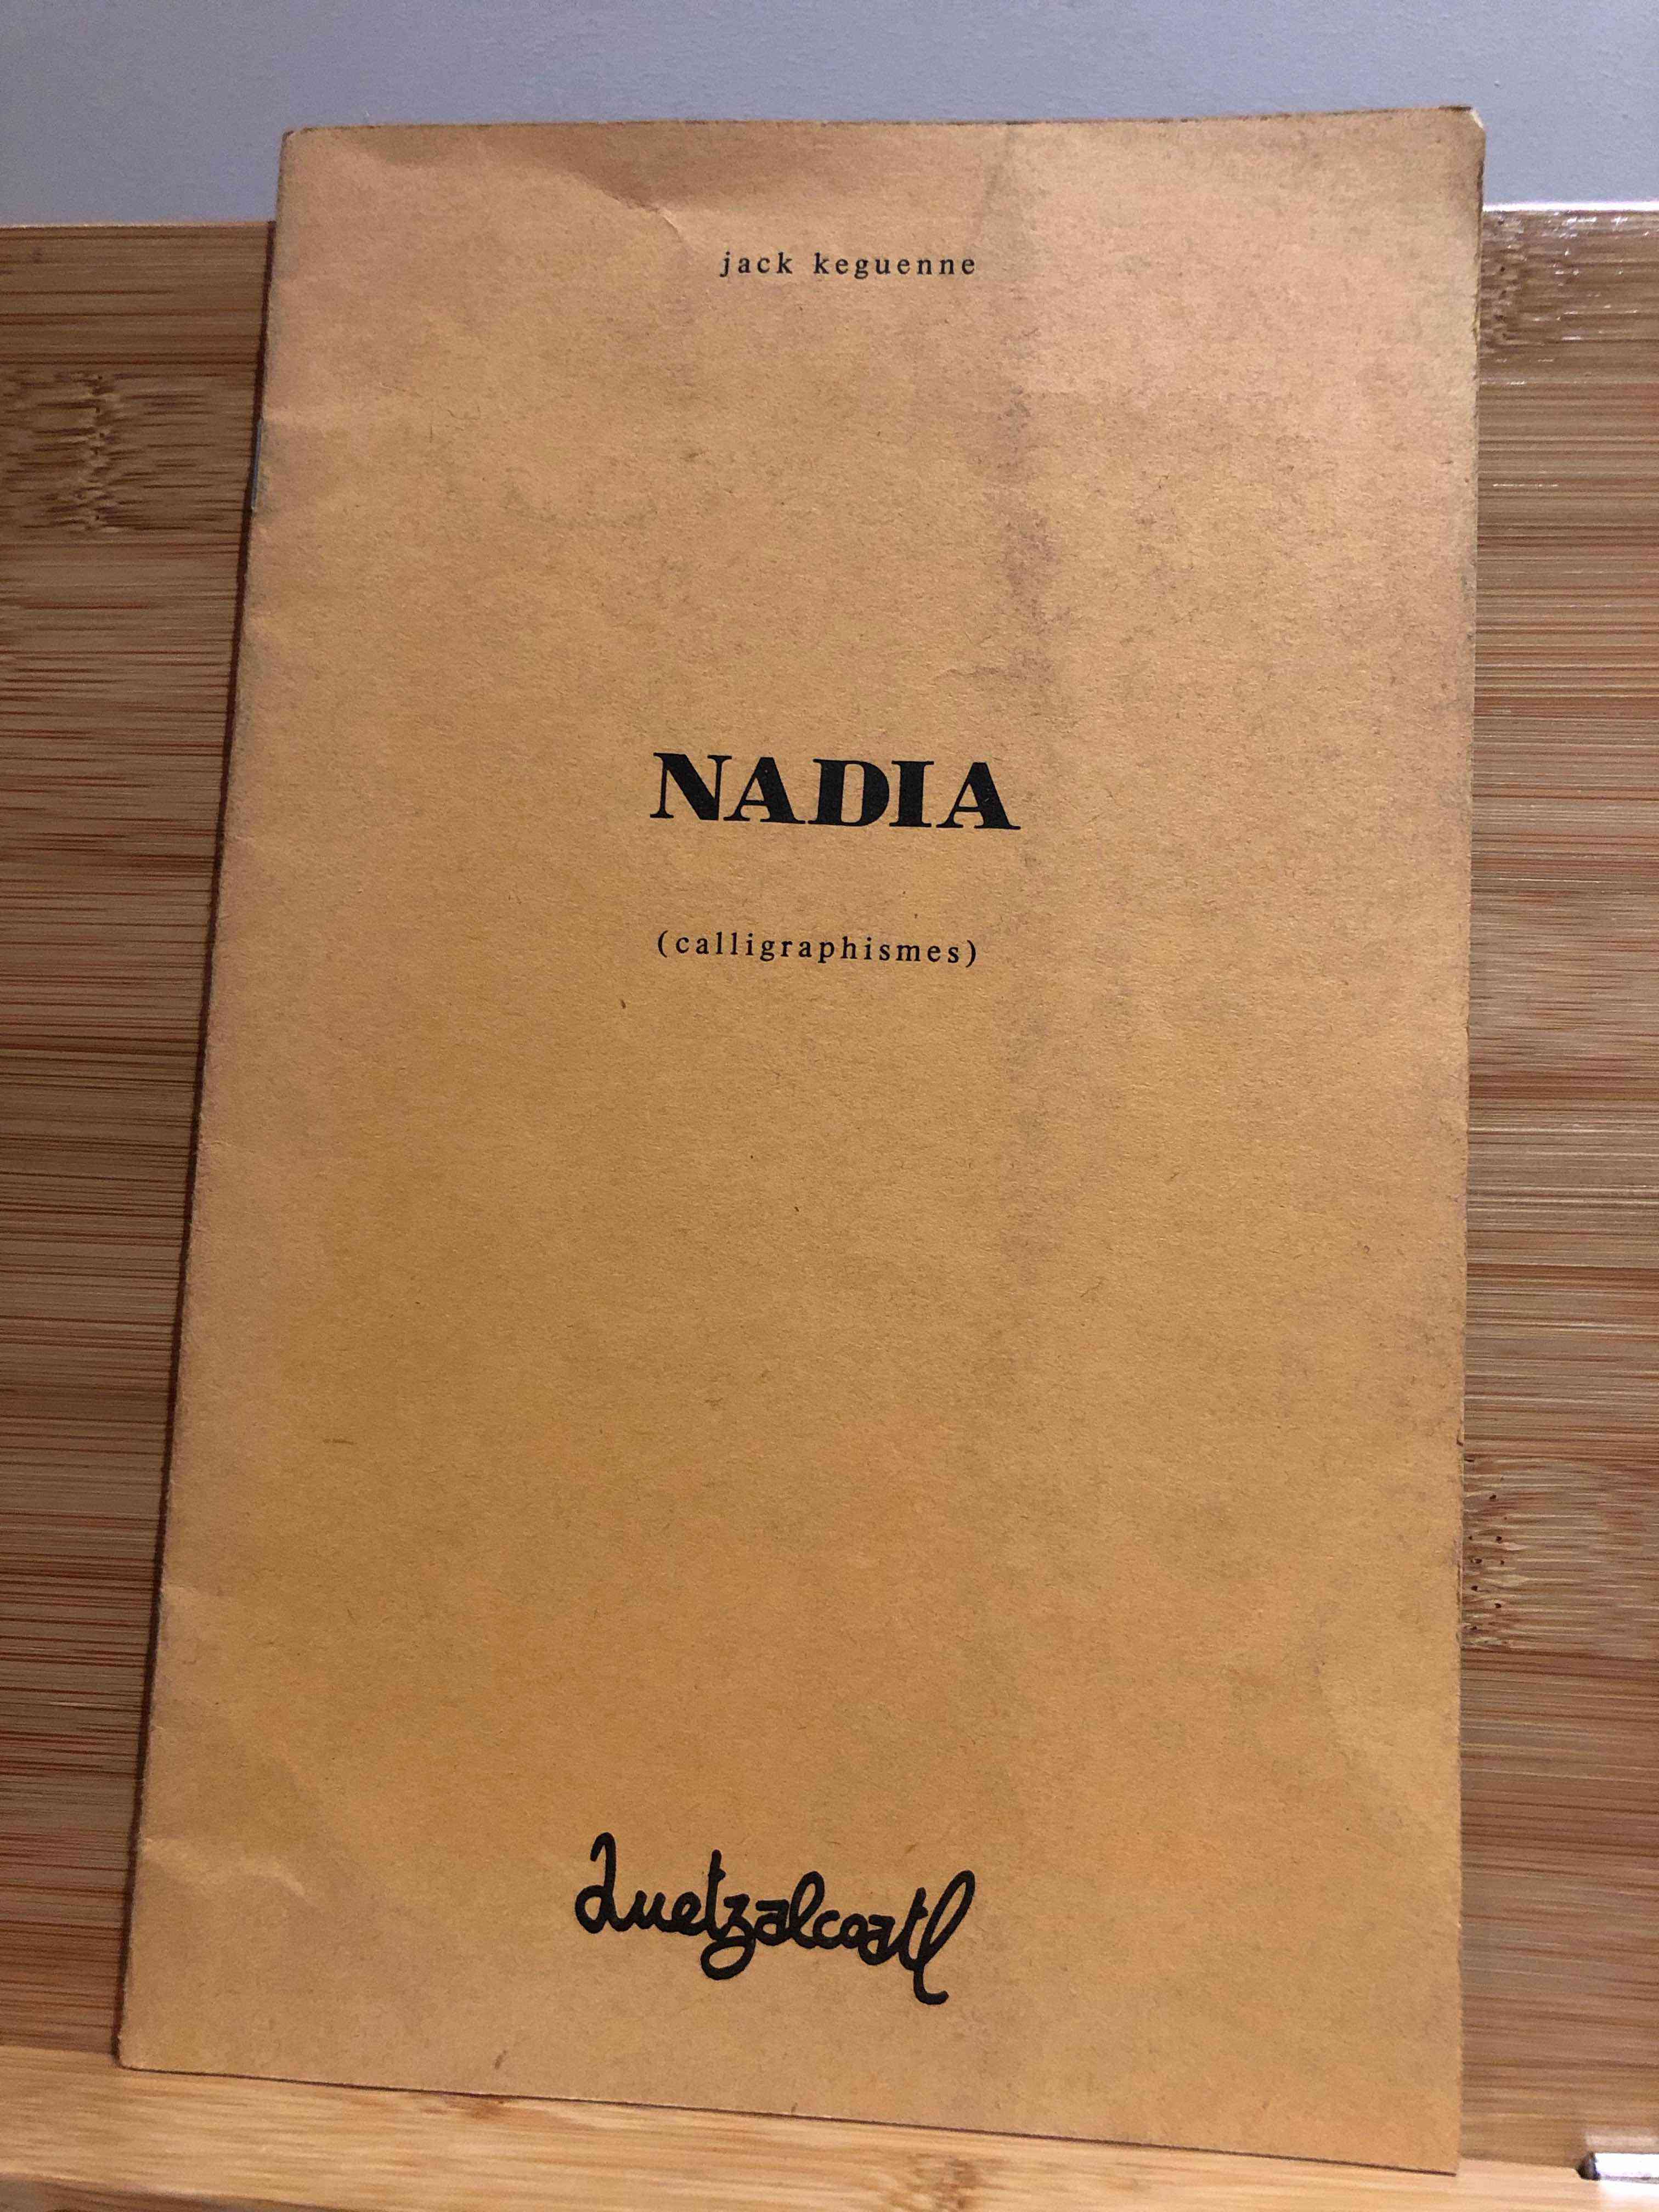 jack keguenne
NADIA
(calligraphismes)
quetzalcoatl